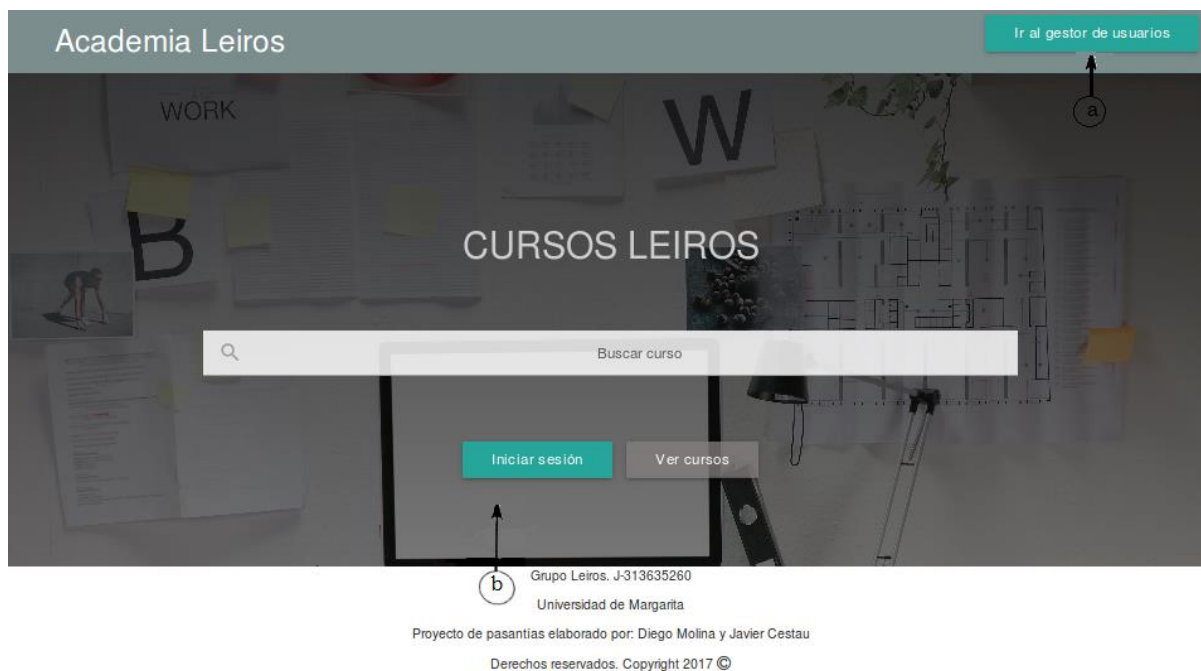 Academia Leiros
Ir al gestor de usuarios
a
WORK
W
B
CURSOS LEIROS
Buscar curso
Iniciar sesión
Ver cursos
b
Grupo Leiros. J-313635260
Universidad de Margarita
Proyecto de pasantías elaborado por: Diego Molina y Javier Cestau
Derechos reservados. Copyright 2017 ©